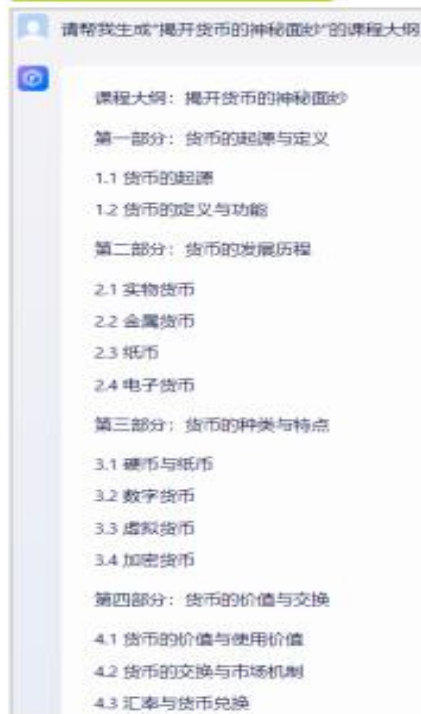 请帮我生成“揭开货币的神秘面纱”的课程大纲
课程大纲：揭开货币的神秘面纱
第一部分：货币的起源与定义
1.1 货币的起源
1.2 货币的定义与功能
第二部分：货币的发展历程
2.1 实物货币
2.2 金属货币
2.3 纸币
2.4 电子货币
第三部分：货币的种类与特点
3.1 硬币与纸币
3.2 数字货币
3.3 虚拟货币
3.4 加密货币
第四部分：货币的价值与交换
4.1 货币的价值与使用价值
4.2 货币的交换与市场机制
4.3 汇率与货币兑换